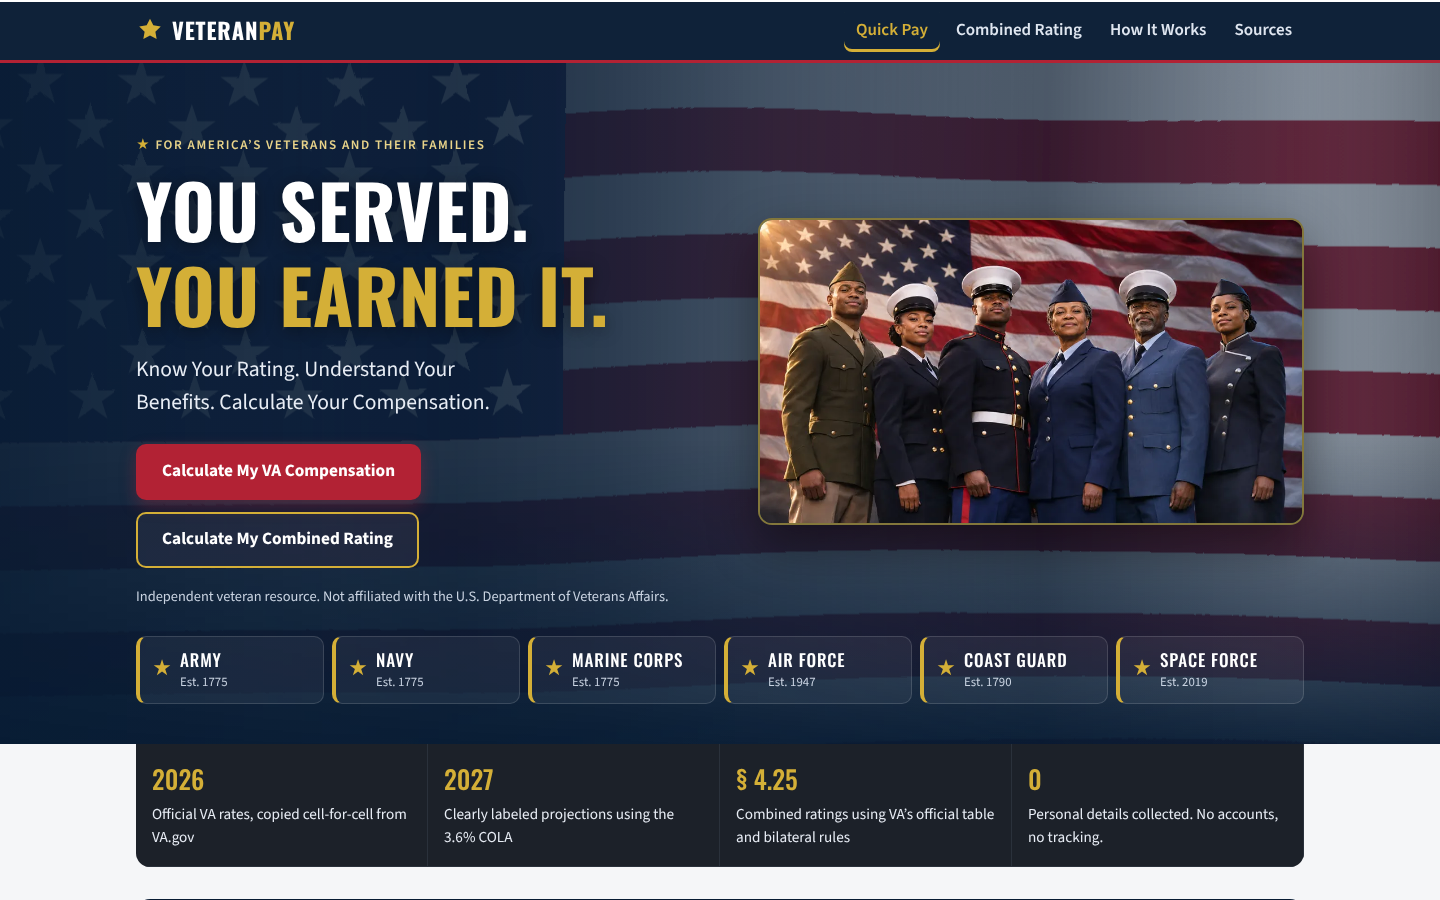 VETERANPAY
Quick Pay
Combined Rating
How It Works
Sources
FOR AMERICA’S VETERANS AND THEIR FAMILIES
YOU SERVED.
YOU EARNED IT.
Know Your Rating. Understand Your
Benefits. Calculate Your Compensation.
Calculate My VA Compensation
Calculate My Combined Rating
Independent veteran resource. Not affiliated with the U.S. Department of Veterans Affairs.
ARMY
Est. 1775
NAVY
Est. 1775
MARINE CORPS
Est. 1775
AIR FORCE
Est. 1947
COAST GUARD
Est. 1790
SPACE FORCE
Est. 2019
2026
Official VA rates, copied cell-for-cell from
VA.gov
2027
Clearly labeled projections using the
3.6% COLA
§ 4.25
Combined ratings using VA’s official table
and bilateral rules
0
Personal details collected. No accounts,
no tracking.